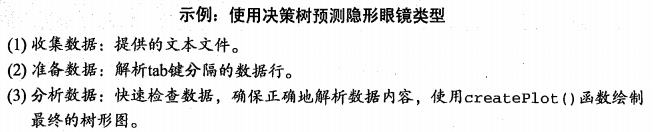 示例：使用决策树预测隐形眼镜类型
(1) 收集数据：提供的文本文件。
(2) 准备数据：解析tab键分隔的数据行。
(3) 分析数据：快速检查数据，确保正确地解析数据内容，使用createPlot()函数绘制
最终的树形图。